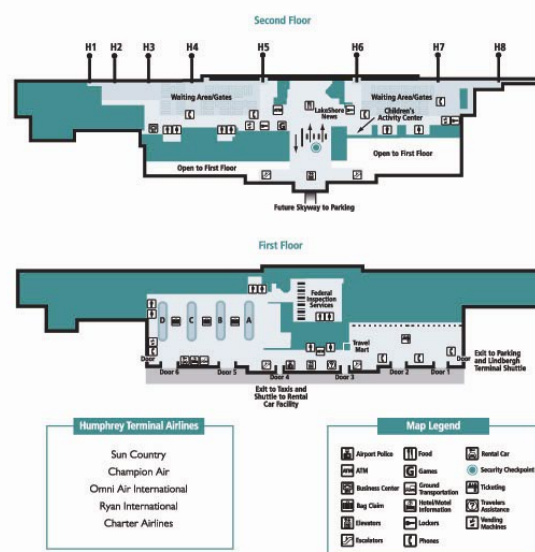 Second Floor
H1 H2 H3 H4 H5 H6 H7 H8
Waiting Area/Gates
LakeShore
News
Waiting Area/Gates
Children's
Activity Center
Open to First Floor
Open to First Floor
Future Skyway to Parking
First Floor
Federal
Inspection
Services
D C B A
Travel
Mart
Door
Door 6 Door 5 Door 4 Door 3 Door 2 Door 1
Door
Exit to Parking
and Lindbergh
Terminal Shuttle
Exit to Taxis and
Shuttle to Rental
Car Facility
Humphrey Terminal Airlines
Sun Country
Champion Air
Omni Air International
Ryan International
Charter Airlines
Map Legend
Airport Police
ATM ATM
Business Center
Bag Claim
Elevators
Escalators
Food
G Games
Ground
Transportation
Hotel/Motel
Information
Lockers
Phones
Rental Car
Security Checkpoint
Ticketing
? Travelers
Assistance
Vending
Machines